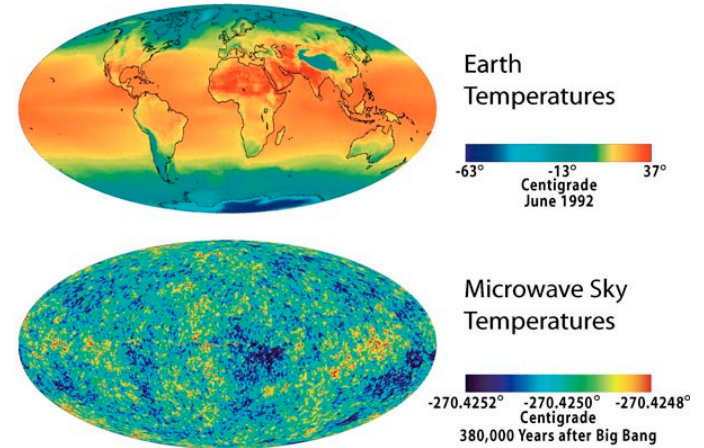 Earth
Temperatures
-63° -13° 37°
Centigrade
June 1992
Microwave Sky
Temperatures
-270.4252° -270.4250° -270.4248°
Centigrade
380,000 Years after Big Bang